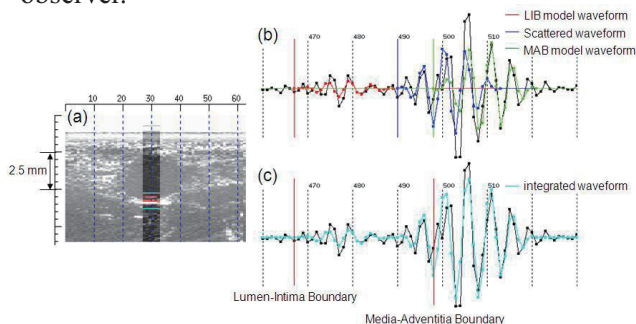 observer.
LIB model waveform
Scattered waveform
MAB model waveform
(b)
470 480 490 500 510
(a)
10 20 30 40 50 60
2.5 mm
(c)
470 480 490 500 510
integrated waveform
Lumen-Intima Boundary
Media-Adventitia Boundary